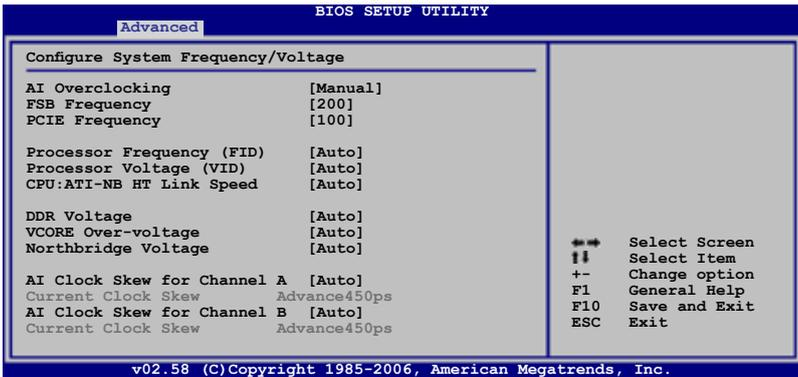 BIOS SETUP UTILITY
Advanced
Configure System Frequency/Voltage
AI Overclocking [Manual]
FSB Frequency [200]
PCIE Frequency [100]
Processor Frequency (FID) [Auto]
Processor Voltage (VID) [Auto]
CPU:ATI-NB HT Link Speed [Auto]
DDR Voltage [Auto]
VCORE Over-voltage [Auto]
Northbridge Voltage [Auto]
AI Clock Skew for Channel A [Auto]
Current Clock Skew Advance450ps
AI Clock Skew for Channel B [Auto]
Current Clock Skew Advance450ps
←→ Select Screen
↑↓ Select Item
+- Change option
F1 General Help
F10 Save and Exit
ESC Exit
v02.58 (C)Copyright 1985-2006, American Megatrends, Inc.